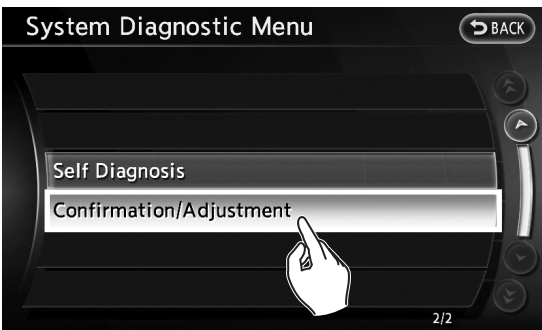 System Diagnostic Menu
BACK
Self Diagnosis
Confirmation/Adjustment
2/2